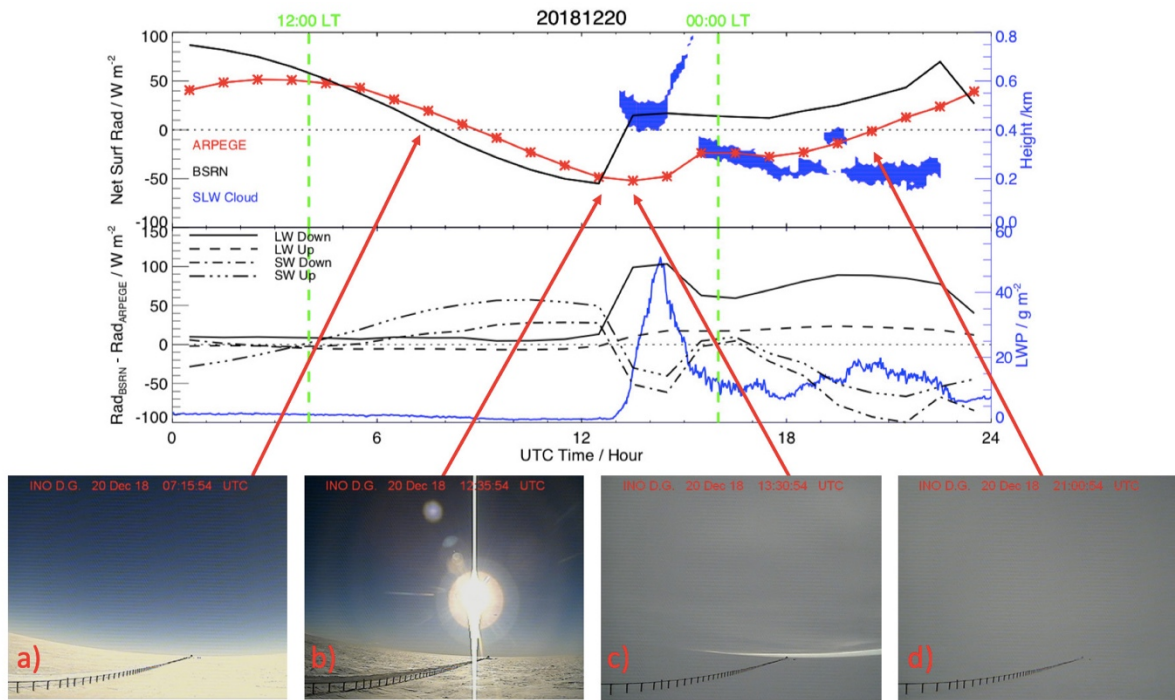 20181220
12:00 LT
00:00 LT
100
50
0
-50
-100
Net Surf Rad / W m-2
0.8
0.6
0.4
0.2
0.0
Height /km
ARPEGE
BSRN
SLW Cloud
150
100
50
0
-50
-100
RadBSRN - RadARPEGE / W m-2
LW Down
LW Up
SW Down
SW Up
60
40
20
0
LWP / g m-2
0
6
12
18
24
UTC Time / Hour
INO D.G. 20 Dec 18 07:15:54 UTC
INO D.G. 20 Dec 18 12:35:54 UTC
INO D.G. 20 Dec 18 13:30:54 UTC
INO D.G. 20 Dec 18 21:00:54 UTC
a)
b)
c)
d)